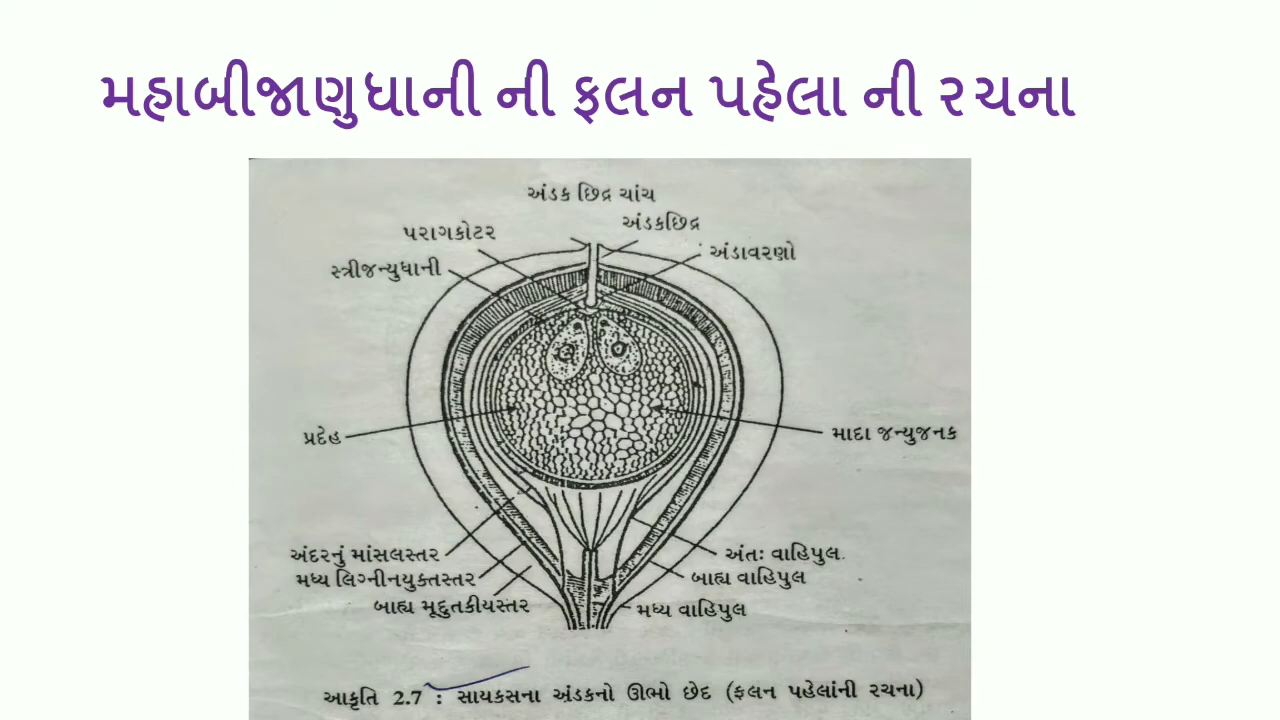 મહાબીજાણુધાની ની ફલન પહેલા ની રચના
અંડક છિદ્ર ચાંચ
અંડકછિદ્ર
પરાગકોટર
અંડાવરણો
સ્ત્રીજન્યુધાની
પ્રદેહ
માદા જન્યુજનક
અંદરનું માંસલસ્તર
અંતઃ વાહિપુલ.
મધ્ય લિગ્નીનયુક્તસ્તર
બાહ્ય વાહિપુલ
બાહ્ય મૃદુતકીયસ્તર
મધ્ય વાહિપુલ
આકૃતિ 2.7 : સાયકસના અંડકનો ઊભો છેદ (ફલન પહેલાંની રચના)